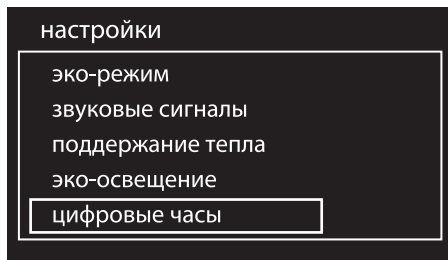 настройки
эко-режим
звуковые сигналы
поддержание тепла
эко-освещение
цифровые часы